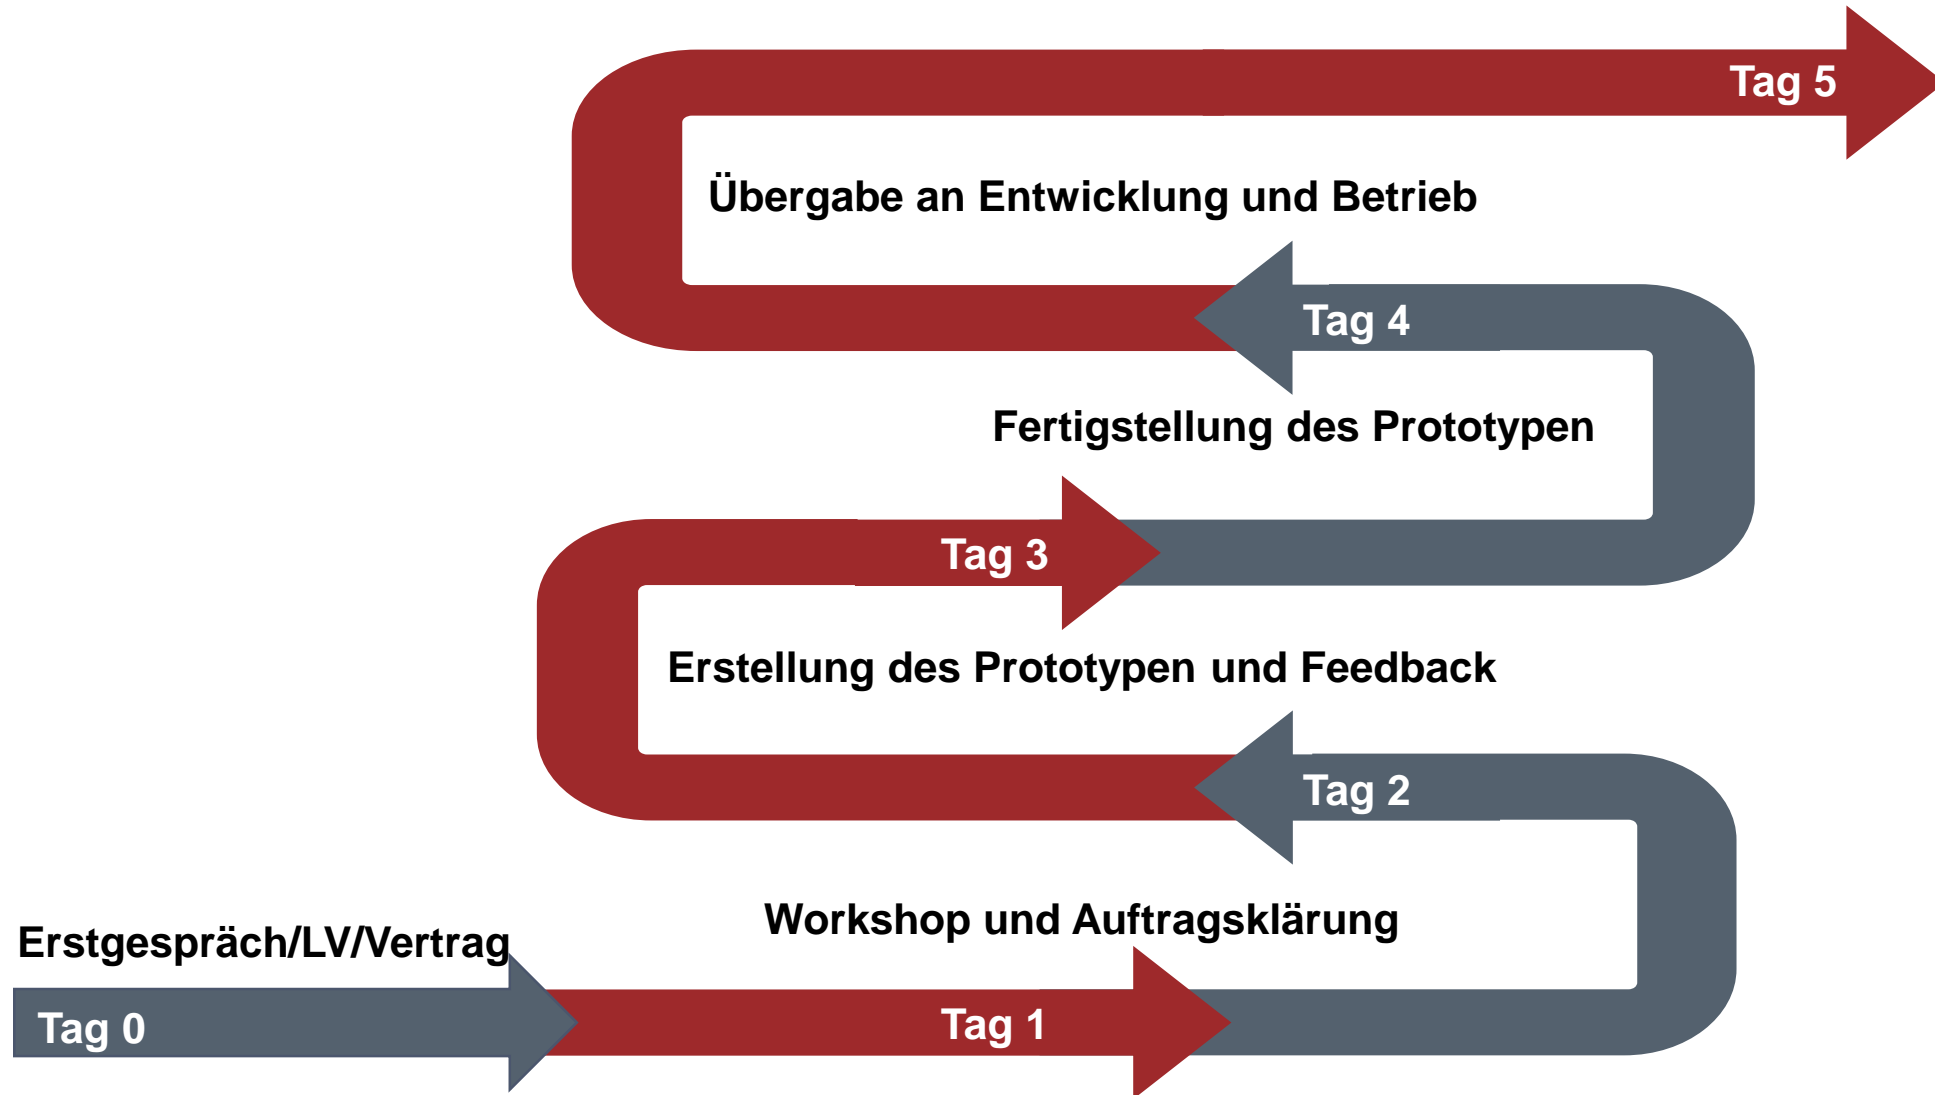 Tag 5
Übergabe an Entwicklung und Betrieb
Tag 4
Fertigstellung des Prototypen
Tag 3
Erstellung des Prototypen und Feedback
Tag 2
Workshop und Auftragsklärung
Erstgespräch/LV/Vertrag
Tag 0
Tag 1